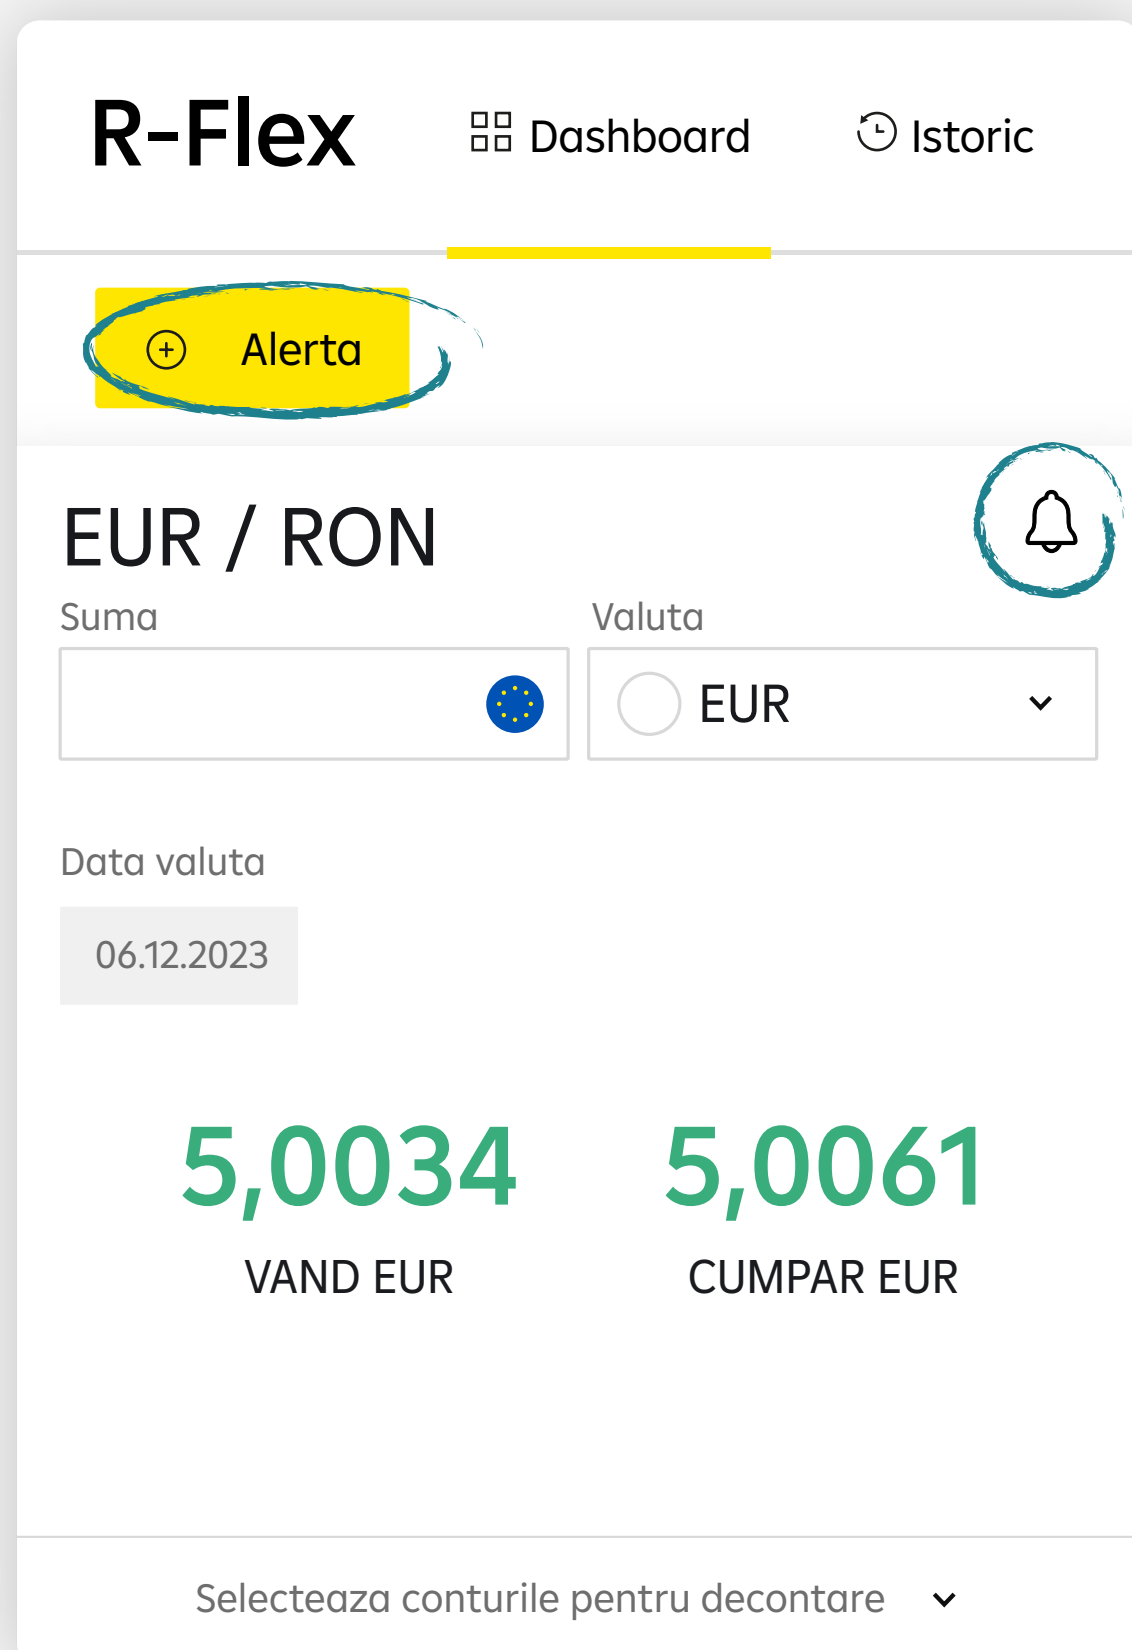 R-Flex Dashboard Istoric
Alerta
EUR / RON
Suma Valuta
EUR
Data valuta
06.12.2023
5,0034 5,0061
VAND EUR CUMPAR EUR
Selecteaza conturile pentru decontare